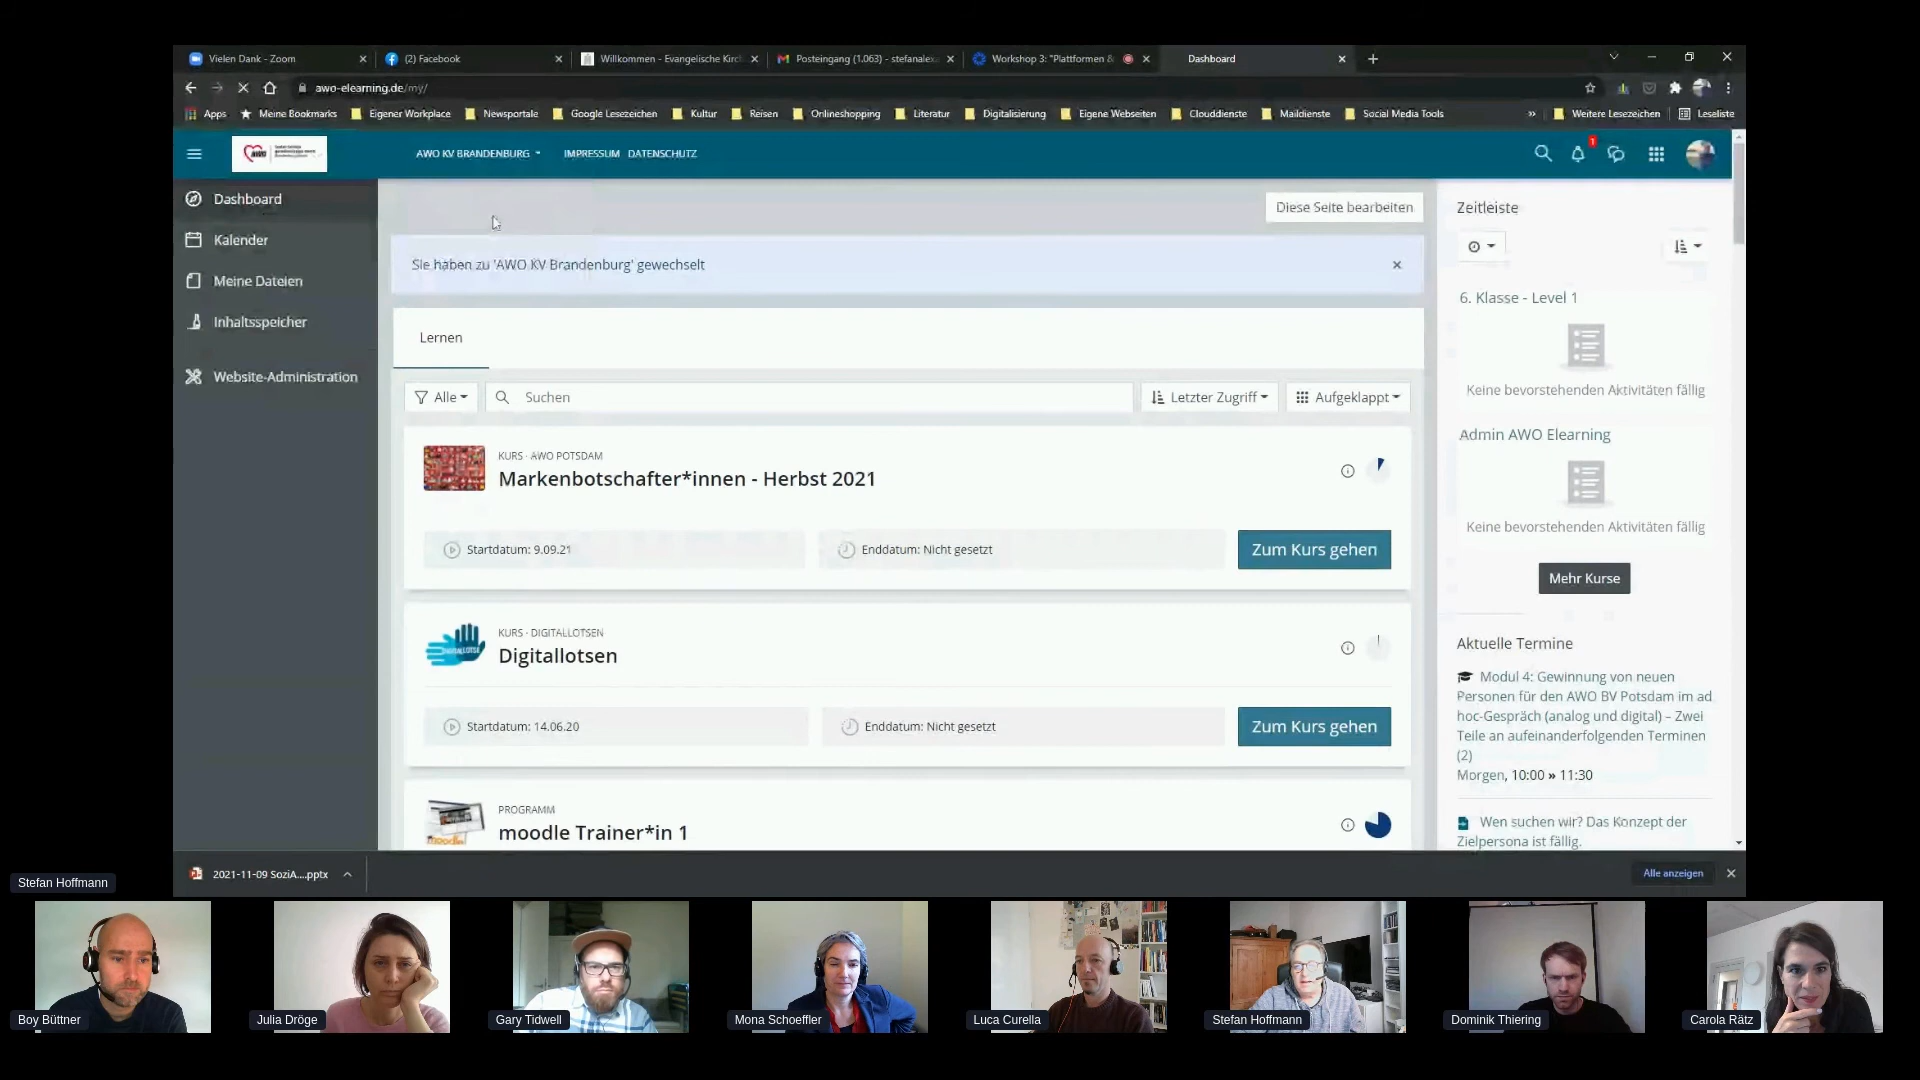 Vielen Dank - Zoom
(2) Facebook
Willkommen - Evangelische Kirch
Posteingang (1.063) - stefanalex
Workshop 3: "Plattformen &
Dashboard
awo-elearning.de/my/
Apps
Meine Bookmarks
Eigener Workplace
Newsportale
Google Lesezeichen
Kultur
Reisen
Onlineshopping
Literatur
Digitalisierung
Eigene Webseiten
Clouddienste
Maildienste
Social Media Tools
»
Weitere Lesezeichen
Leseliste
AWO
AWO KV BRANDENBURG
IMPRESSUM
DATENSCHUTZ
1
Dashboard
Kalender
Meine Dateien
Inhaltsspeicher
Website-Administration
Diese Seite bearbeiten
Sie haben zu 'AWO KV Brandenburg' gewechselt
Lernen
Alle
Suchen
Letzter Zugriff
Aufgeklappt
KURS · AWO POTSDAM
Markenbotschafter*innen - Herbst 2021
Startdatum: 9.09.21
Enddatum: Nicht gesetzt
Zum Kurs gehen
KURS · DIGITALLOTSEN
Digitallotsen
Startdatum: 14.06.20
Enddatum: Nicht gesetzt
Zum Kurs gehen
PROGRAMM
moodle Trainer*in 1
Zeitleiste
6. Klasse - Level 1
Keine bevorstehenden Aktivitäten fällig
Admin AWO Elearning
Keine bevorstehenden Aktivitäten fällig
Mehr Kurse
Aktuelle Termine
Modul 4: Gewinnung von neuen
Personen für den AWO BV Potsdam im ad
hoc-Gespräch (analog und digital) – Zwei
Teile an aufeinanderfolgenden Terminen
(2)
Morgen, 10:00 » 11:30
Wen suchen wir? Das Konzept der
Zielpersona ist fällig.
2021-11-09 SoziA....pptx
Alle anzeigen
Stefan Hoffmann
Boy Büttner
Julia Dröge
Gary Tidwell
Mona Schoeffler
Luca Curella
Stefan Hoffmann
Dominik Thiering
Carola Rätz